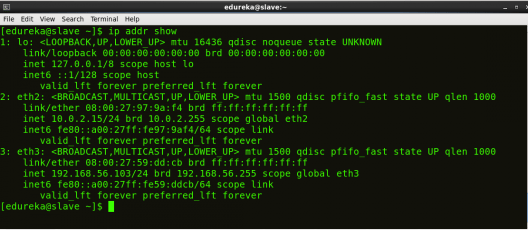 edureka@slave:~
File Edit View Search Terminal Help
[edureka@slave ~]$ ip addr show
1: lo: <LOOPBACK,UP,LOWER_UP> mtu 16436 qdisc noqueue state UNKNOWN
    link/loopback 00:00:00:00:00:00 brd 00:00:00:00:00:00
    inet 127.0.0.1/8 scope host lo
    inet6 ::1/128 scope host
       valid_lft forever preferred_lft forever
2: eth2: <BROADCAST,MULTICAST,UP,LOWER_UP> mtu 1500 qdisc pfifo_fast state UP qlen 1000
    link/ether 08:00:27:97:9a:f4 brd ff:ff:ff:ff:ff:ff
    inet 10.0.2.15/24 brd 10.0.2.255 scope global eth2
    inet6 fe80::a00:27ff:fe97:9af4/64 scope link
       valid_lft forever preferred_lft forever
3: eth3: <BROADCAST,MULTICAST,UP,LOWER_UP> mtu 1500 qdisc pfifo_fast state UP qlen 1000
    link/ether 08:00:27:59:dd:cb brd ff:ff:ff:ff:ff:ff
    inet 192.168.56.103/24 brd 192.168.56.255 scope global eth3
    inet6 fe80::a00:27ff:fe59:ddcb/64 scope link
       valid_lft forever preferred_lft forever
[edureka@slave ~]$